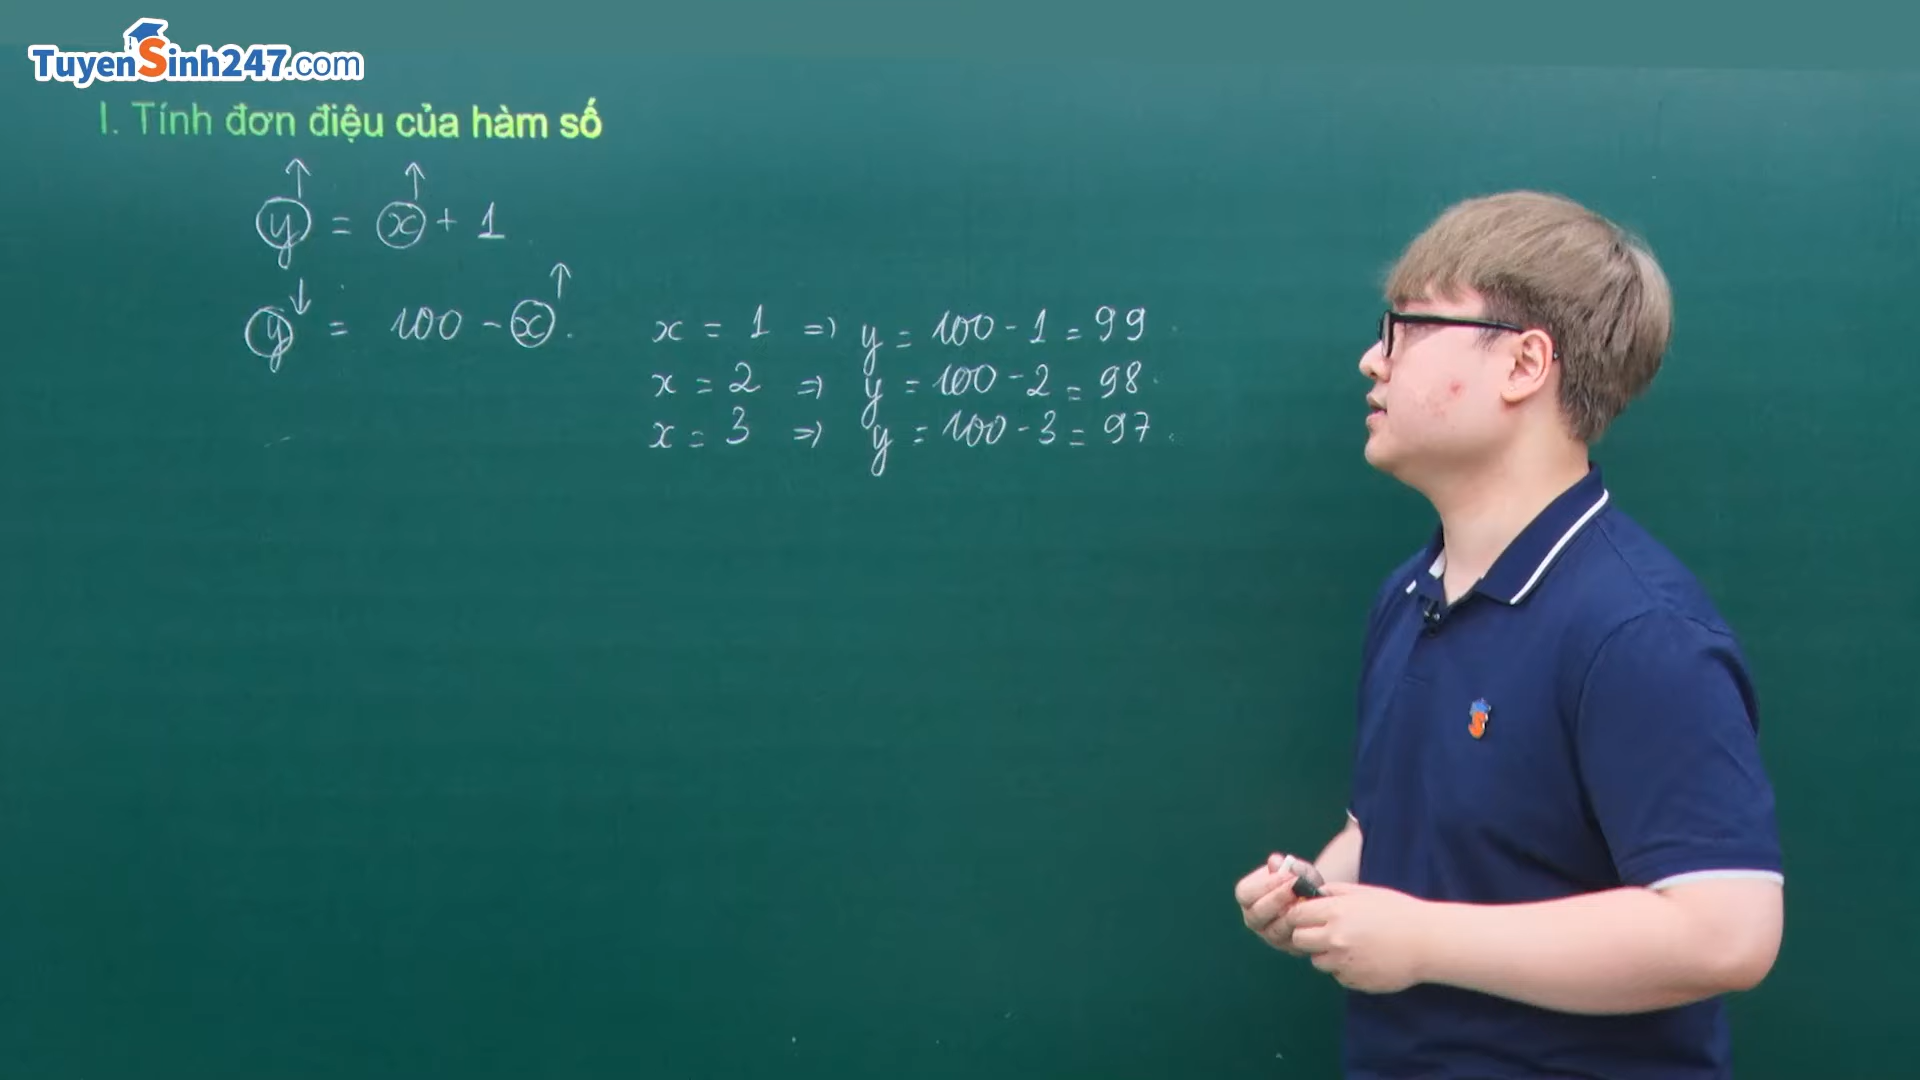 TuyenSinh247.com
I. Tính đơn điệu của hàm số
↑ ↑
y = x + 1
↓ ↑
y = 100 - x.
x = 1 => y = 100 - 1 = 99
x = 2 => y = 100 - 2 = 98
x = 3 => y = 100 - 3 = 97